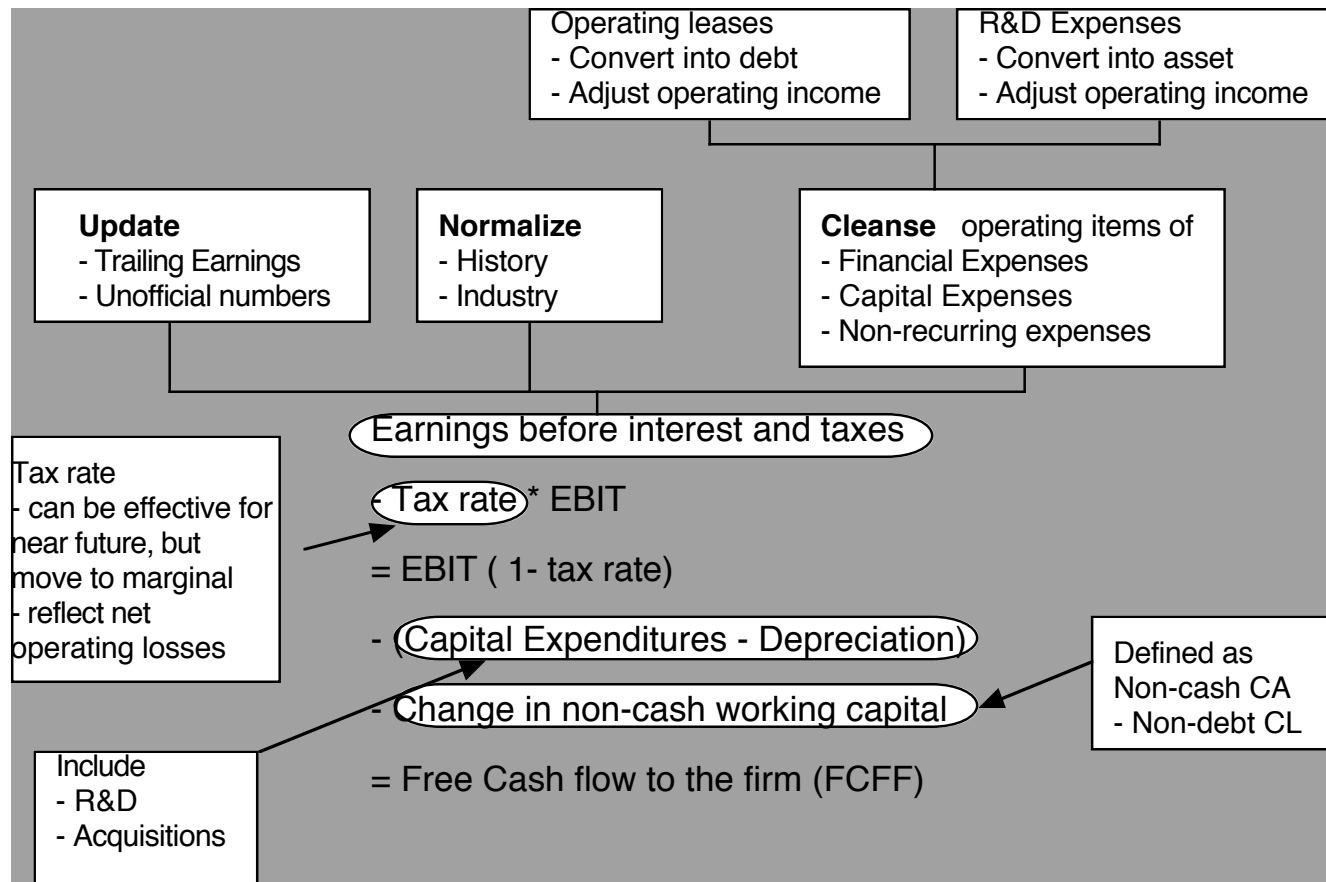 Operating leases
- Convert into debt
- Adjust operating income
R&D Expenses
- Convert into asset
- Adjust operating income
Update
- Trailing Earnings
- Unofficial numbers
Normalize
- History
- Industry
Cleanse operating items of
- Financial Expenses
- Capital Expenses
- Non-recurring expenses
Earnings before interest and taxes
- Tax rate * EBIT
= EBIT ( 1- tax rate)
- (Capital Expenditures - Depreciation)
- Change in non-cash working capital
= Free Cash flow to the firm (FCFF)
Tax rate
- can be effective for
near future, but
move to marginal
- reflect net
operating losses
Defined as
Non-cash CA
- Non-debt CL
Include
- R&D
- Acquisitions